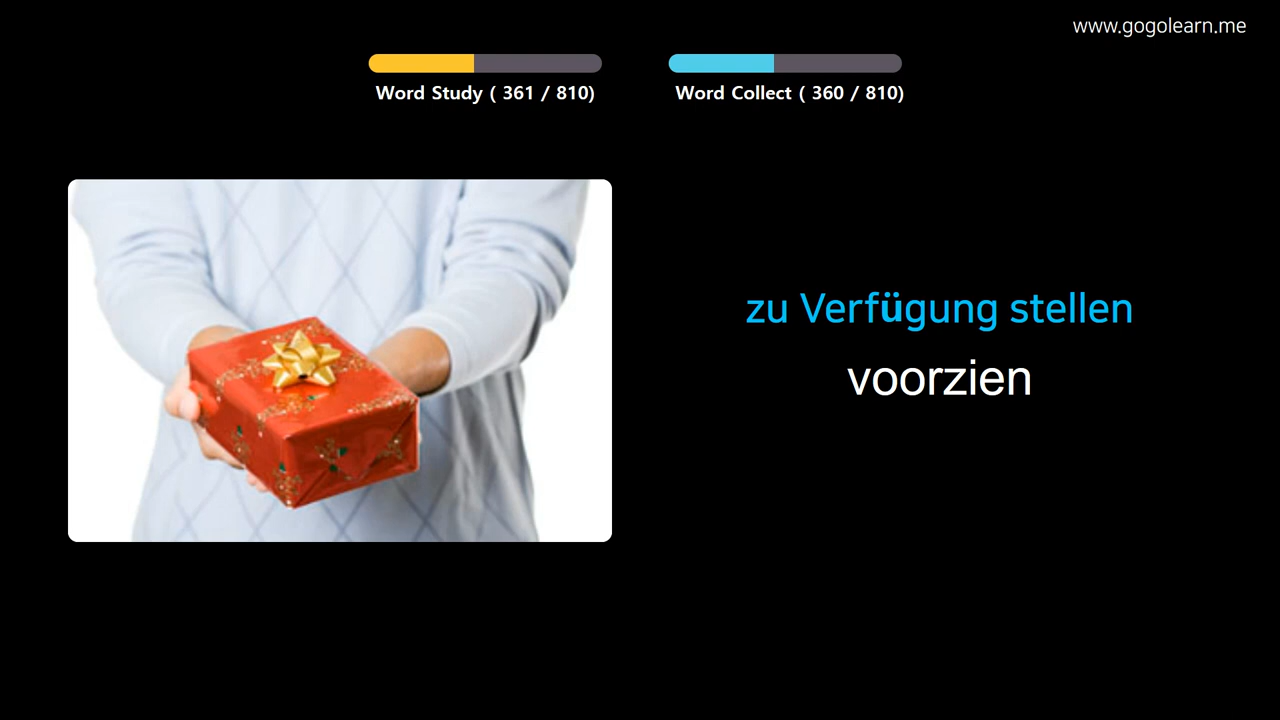 www.gogolearn.me
Word Study ( 361 / 810)
Word Collect ( 360 / 810)
zu Verfügung stellen
voorzien